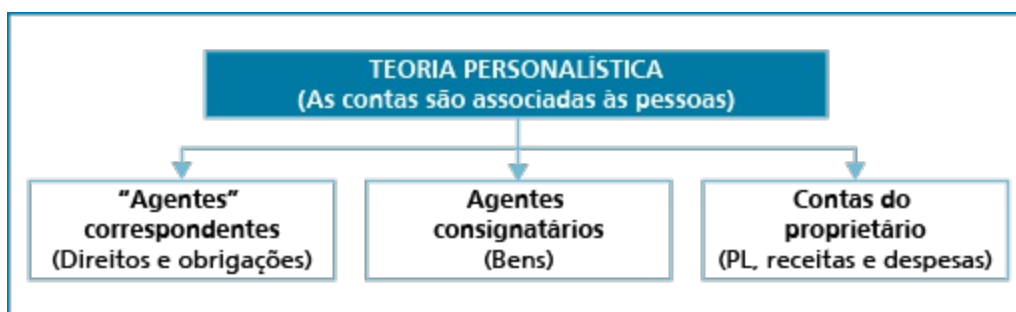 TEORIA PERSONALÍSTICA
(As contas são associadas às pessoas)
“Agentes”
correspondentes
(Direitos e obrigações)
Agentes
consignatários
(Bens)
Contas do
proprietário
(PL, receitas e despesas)